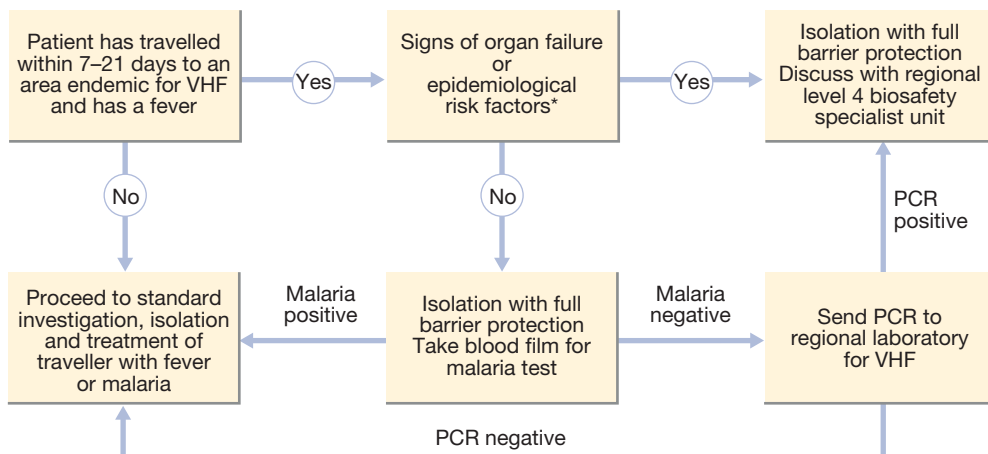 Patient has travelled
within 7–21 days to an
area endemic for VHF
and has a fever
Yes
Signs of organ failure
or
epidemiological
risk factors*
Yes
Isolation with full
barrier protection
Discuss with regional
level 4 biosafety
specialist unit
No
No
PCR
positive
Proceed to standard
investigation, isolation
and treatment of
traveller with fever
or malaria
Malaria
positive
Isolation with full
barrier protection
Take blood film for
malaria test
Malaria
negative
Send PCR to
regional laboratory
for VHF
PCR negative